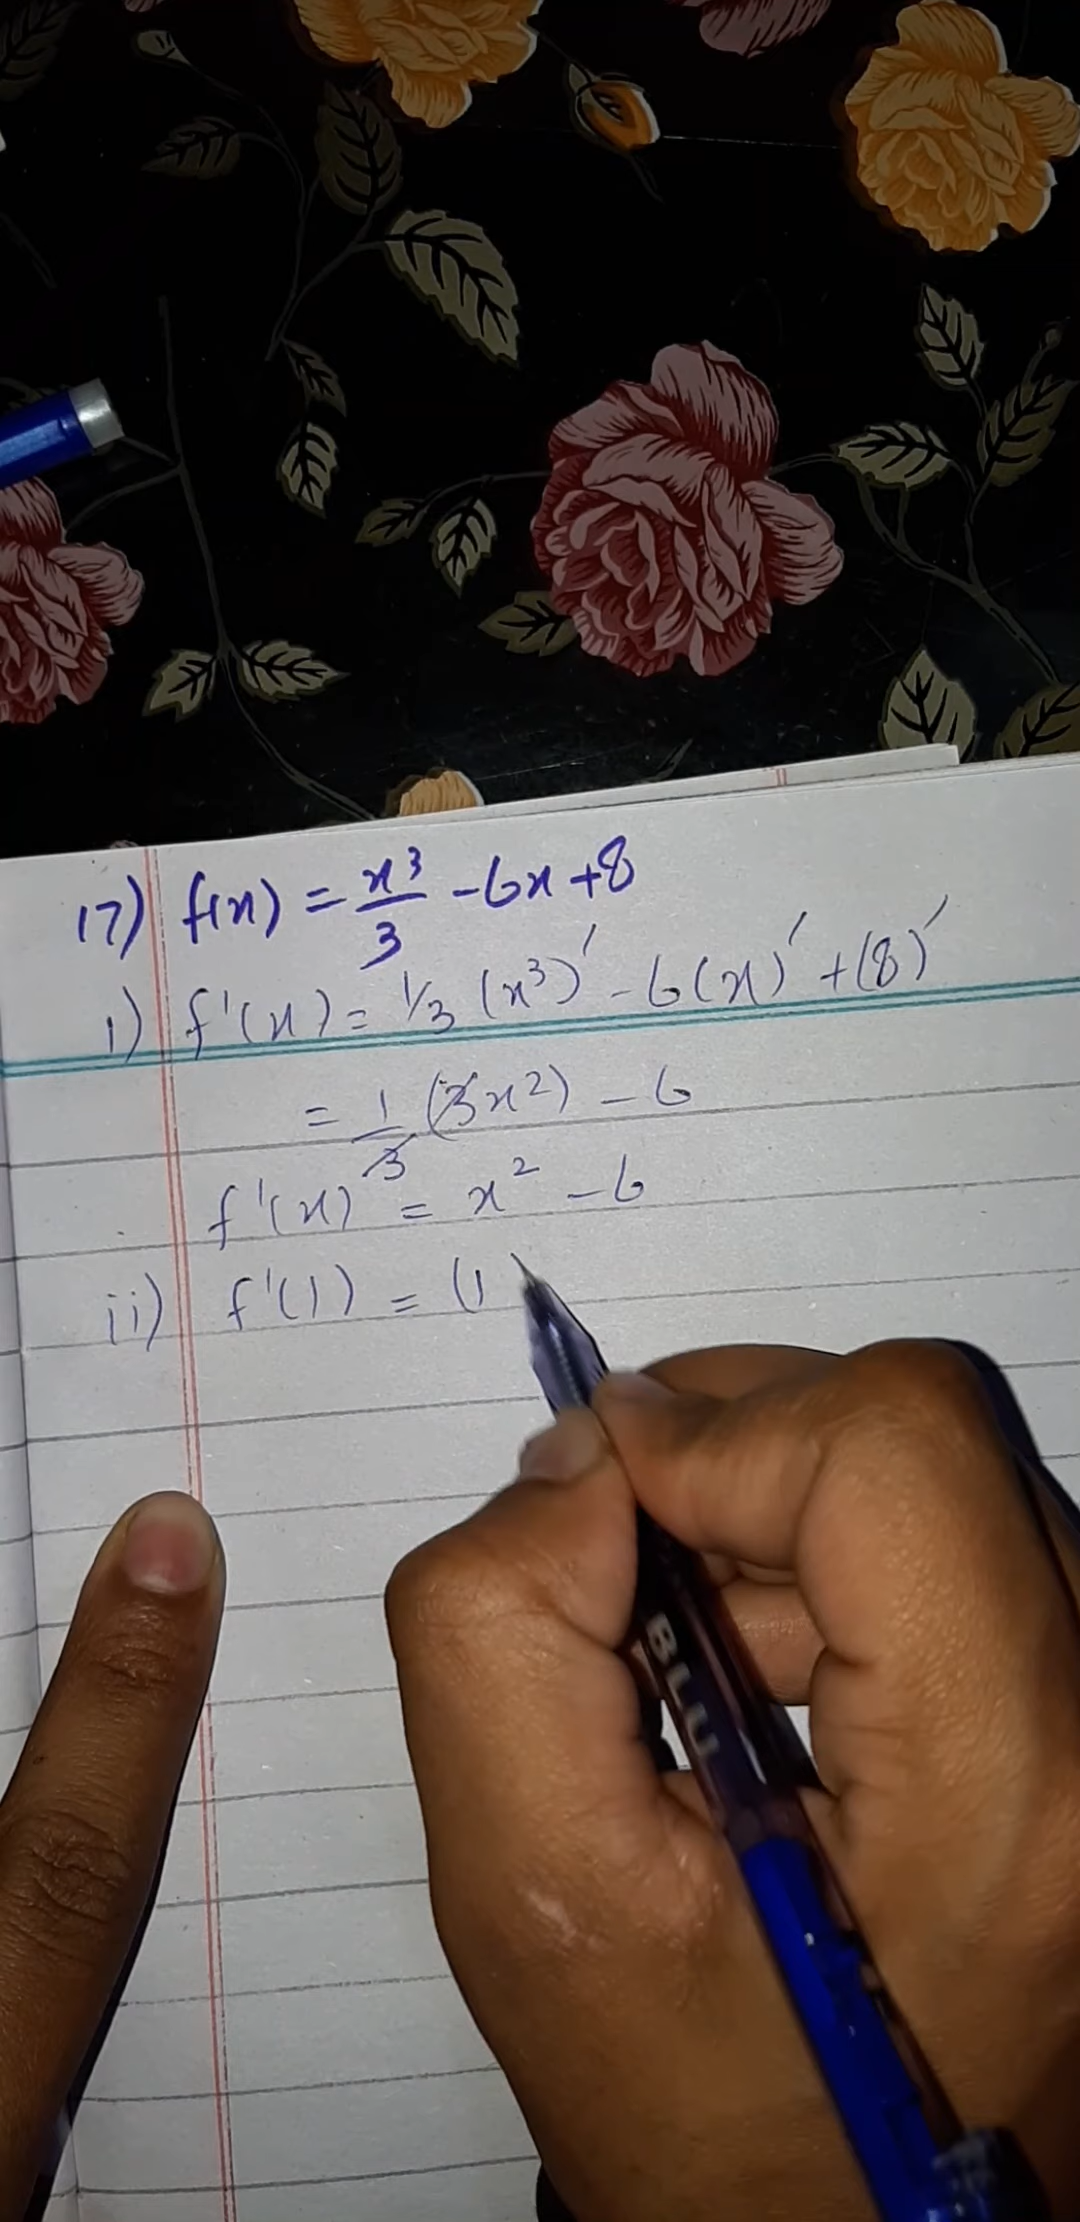 17) f(x) = x³/3 -6x+8
i) f'(x) = 1/3 (x³)' - 6(x)' + (8)'
= 1/3 (3x²) - 6
f'(x) = x² - 6
ii) f'(1) = (1)
BLU